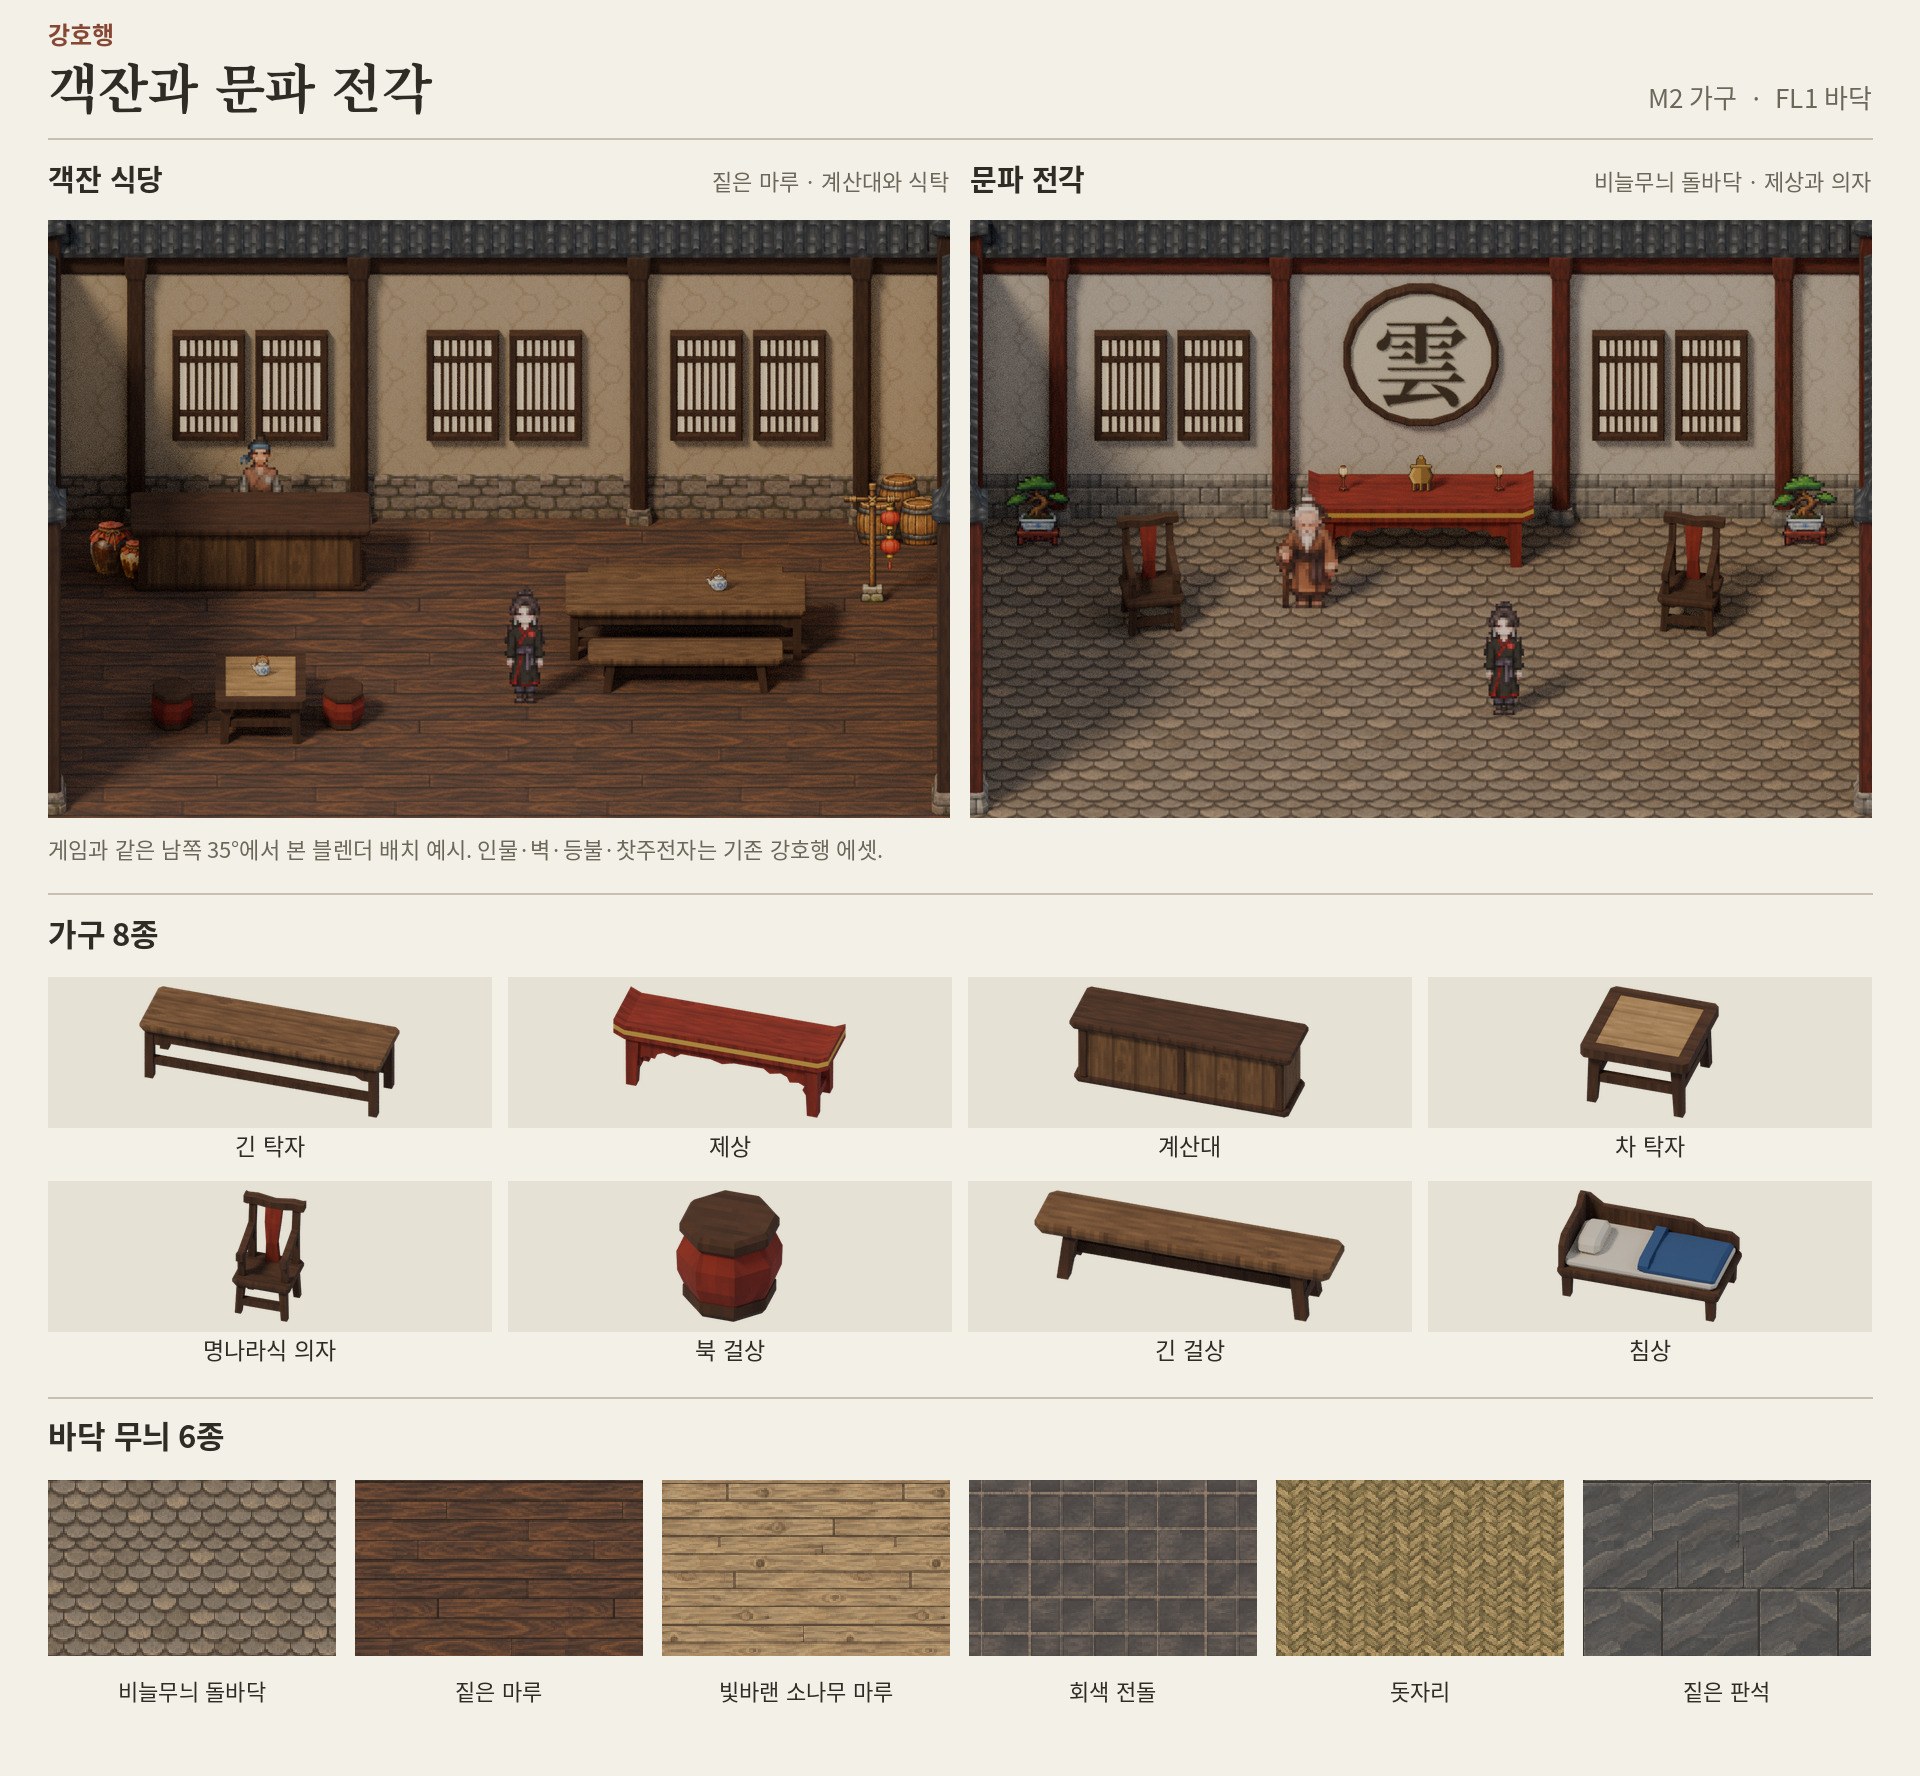 강호행
객잔과 문파 전각
M2 가구 · FL1 바닥
객잔 식당
짙은 마루 · 계산대와 식탁
문파 전각
비늘무늬 돌바닥 · 제상과 의자
雲
게임과 같은 남쪽 35°에서 본 블렌더 배치 예시. 인물·벽·등불·찻주전자는 기존 강호행 에셋.
가구 8종
긴 탁자
제상
계산대
차 탁자
명나라식 의자
북 걸상
긴 걸상
침상
바닥 무늬 6종
비늘무늬 돌바닥
짙은 마루
빛바랜 소나무 마루
회색 전돌
돗자리
짙은 판석